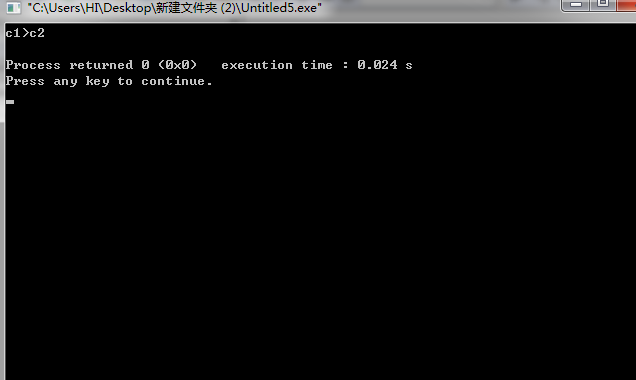 "C:\Users\HI\Desktop\新建文件夹 (2)\Untitled5.exe"
c1>c2
Process returned 0 (0x0)   execution time : 0.024 s
Press any key to continue.